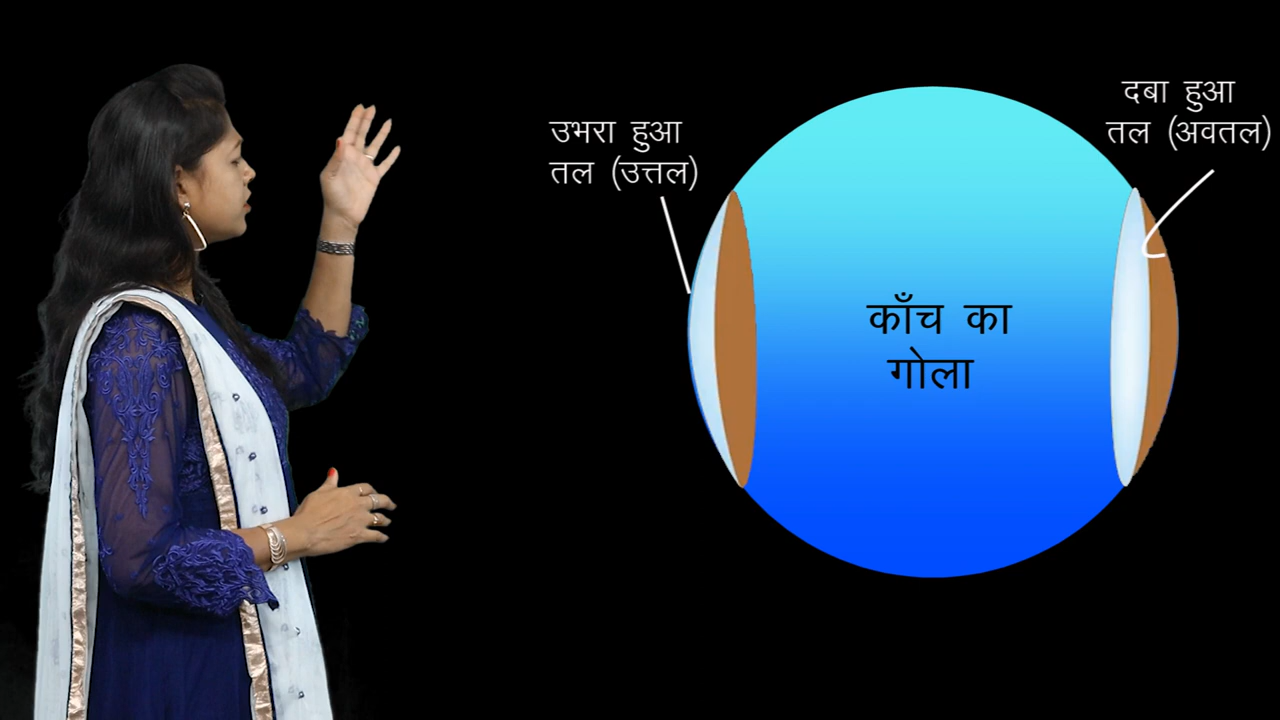 उभरा हुआ
तल (उत्तल)
दबा हुआ
तल (अवतल)
काँच का
गोला